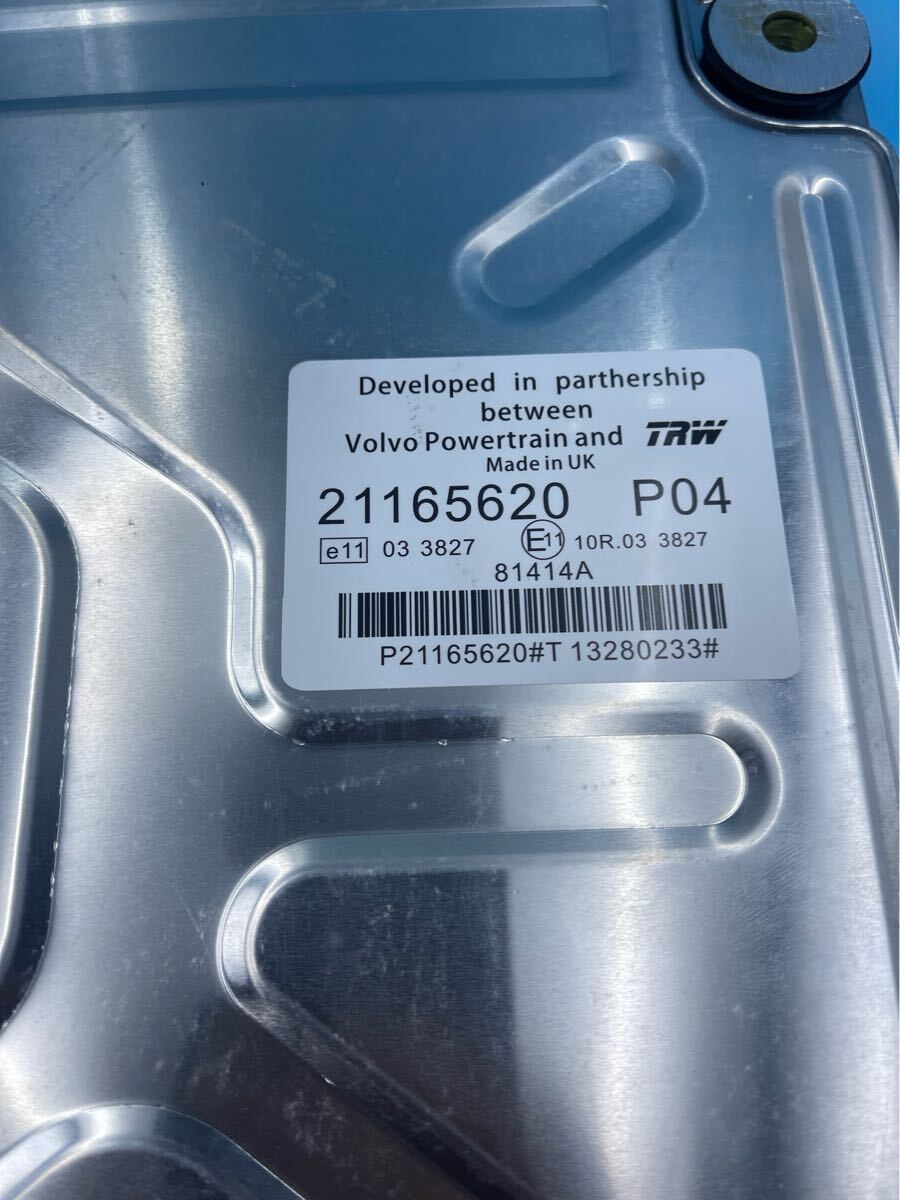 Developed in parthership
between
Volvo Powertrain and TRW
Made in UK
21165620 P04
e11 03 3827 E11 10R.03 3827
81414A
P21165620#T 13280233#